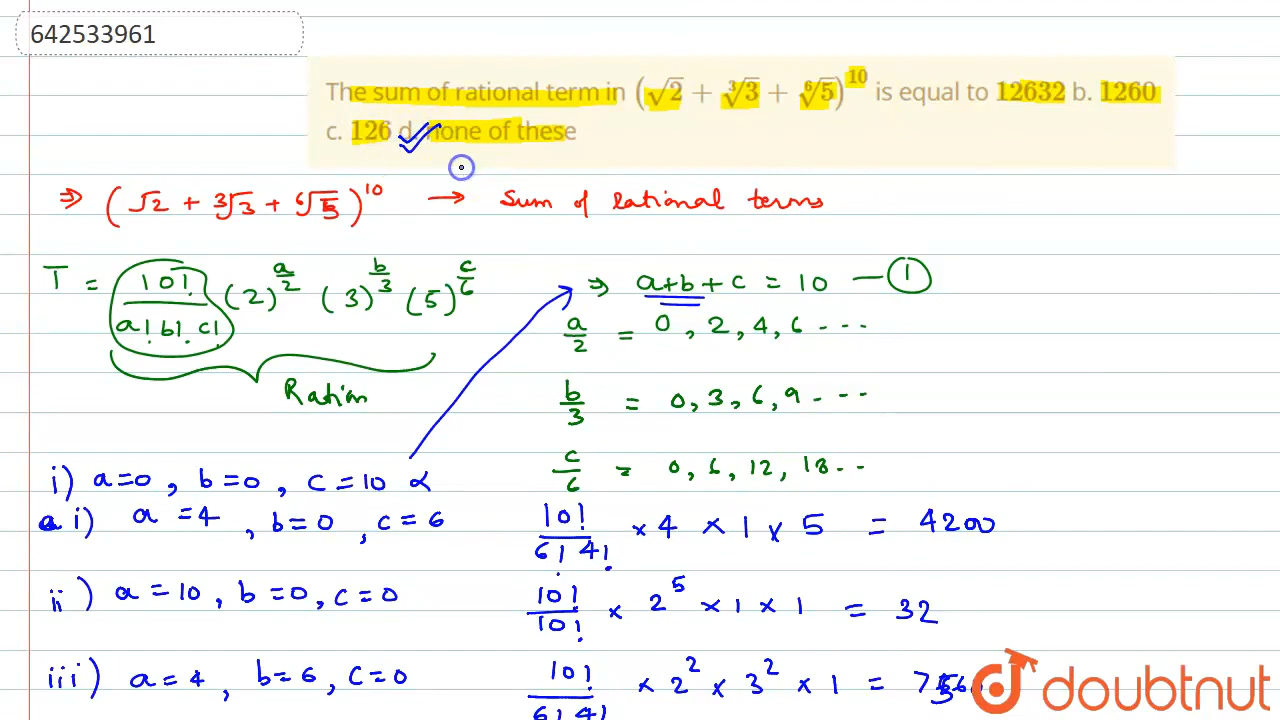 642533961
The sum of rational term in (√2 + ∛3 + ⁶√5)^10 is equal to 12632 b. 1260
c. 126 d. none of these
⇒ (√2 + ∛3 + ⁶√5)^10 → Sum of rational terms
T = 10!/(a! b! c!) (2)^(a/2) (3)^(b/3) (5)^(c/6) ⇒ a+b+c = 10 — ①
a/2 = 0, 2, 4, 6 ---
Ration
b/3 = 0, 3, 6, 9 ---
c/6 = 0, 6, 12, 18 --
i) a=0, b=0, c=10 α
i) a=4, b=0, c=6 10!/(6! 4!) × 4 × 1 × 5 = 4200
ii) a=10, b=0, c=0 10!/10! × 2^5 × 1 × 1 = 32
iii) a=4, b=6, c=0 10!/(6! 4!) × 2^2 × 3^2 × 1 =
doubtnut